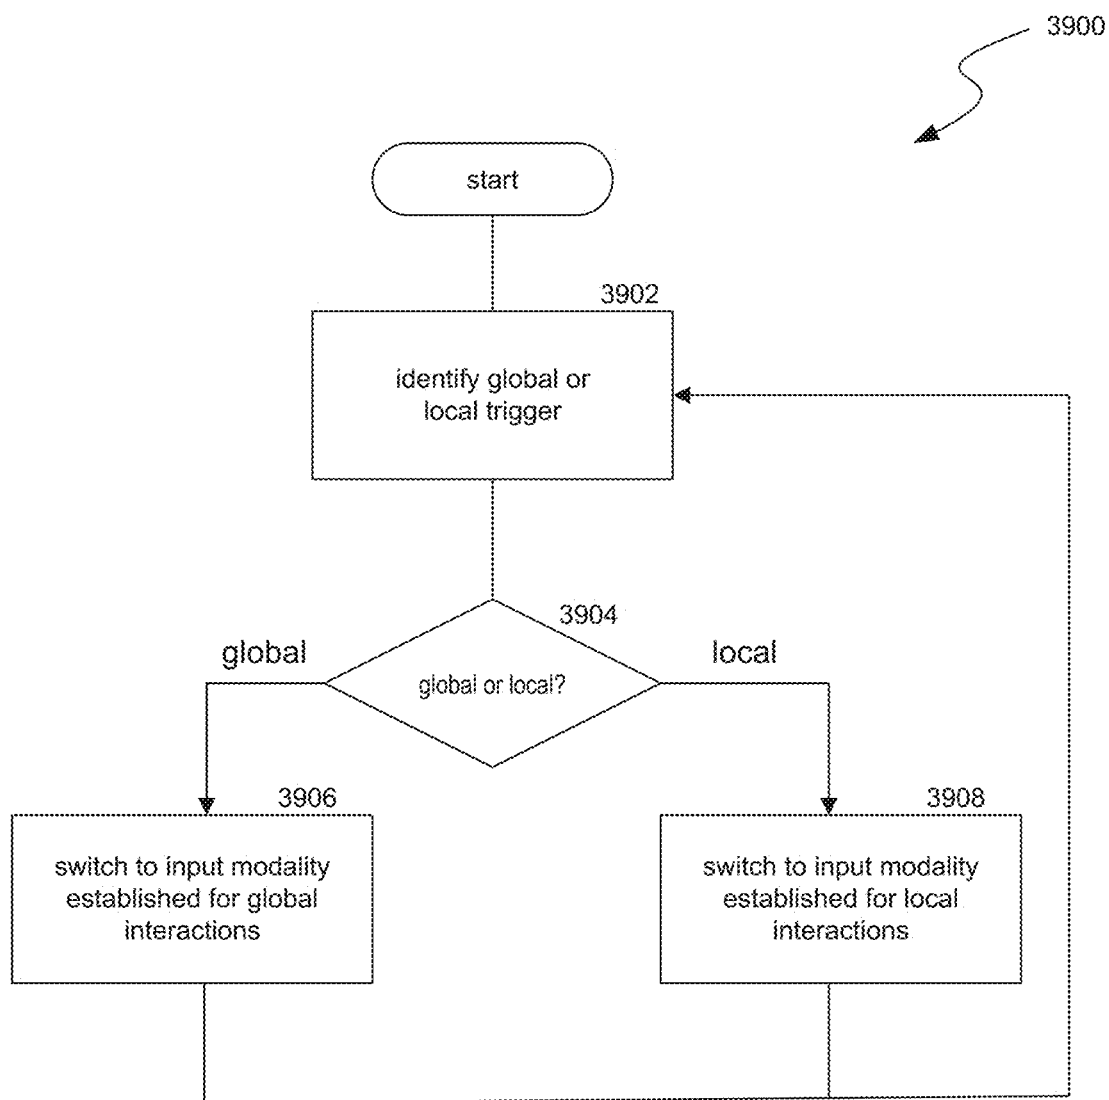 3900
start
3902
identify global or
local trigger
3904
global
local
global or local?
3906
3908
switch to input modality
established for global
interactions
switch to input modality
established for local
interactions